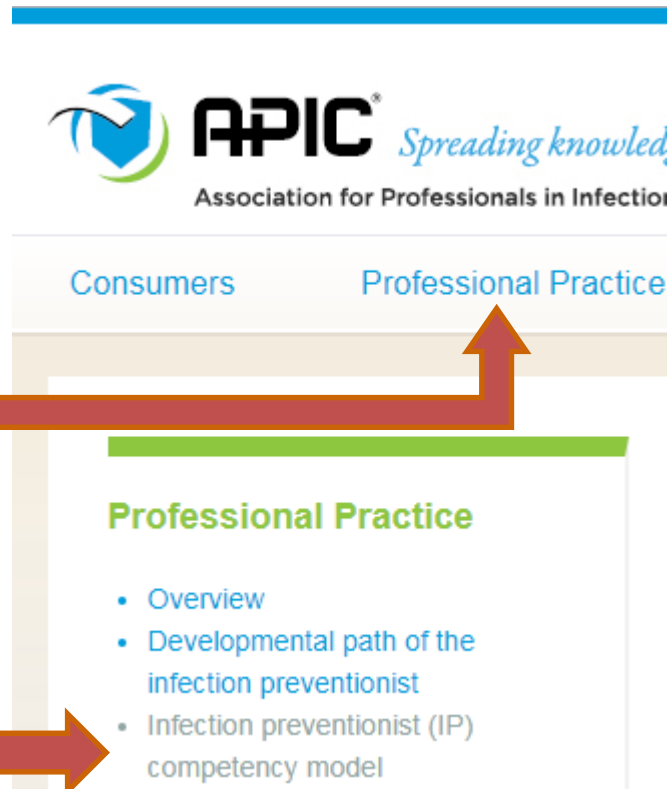 APIC® Spreading knowled
Association for Professionals in Infection
Consumers Professional Practice
Professional Practice
• Overview
• Developmental path of the
infection preventionist
• Infection preventionist (IP)
competency model